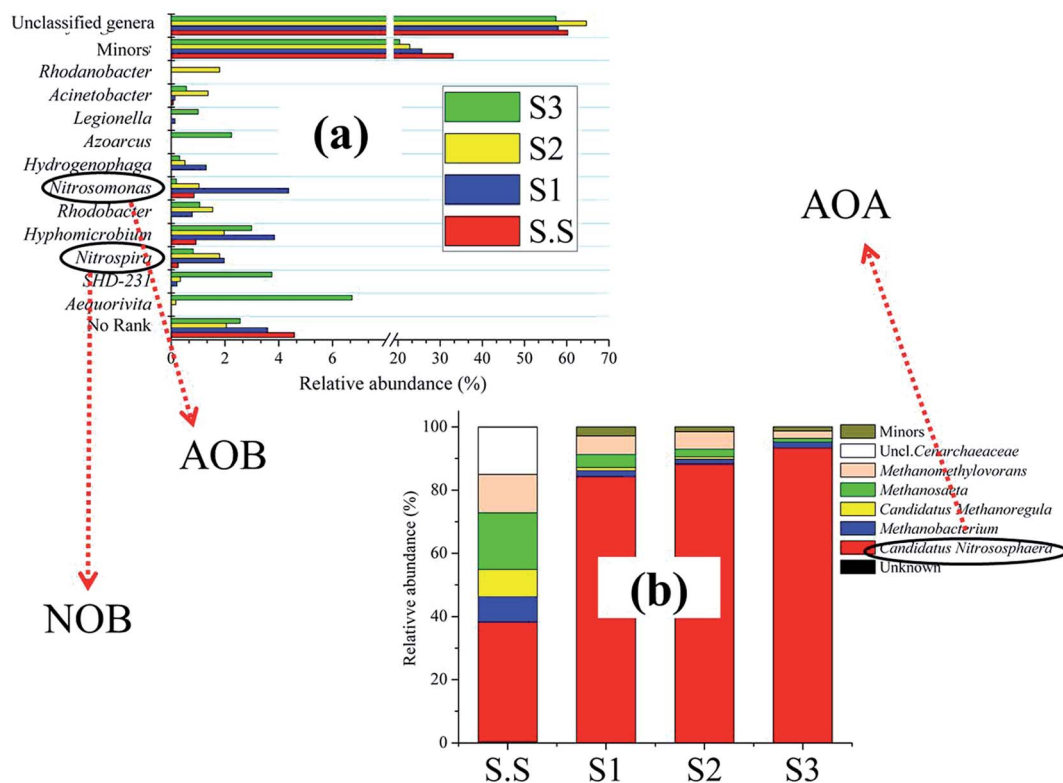 Unclassified genera
Minors
Rhodanobacter
Acinetobacter
Legionella
Azoarcus
Hydrogenophaga
Nitrosomonas
Rhodobacter
Hyphomicrobium
Nitrospira
SHD-231
Aequorivita
No Rank
(a)
S3
S2
S1
S.S
0 2 4 6 20 30 40 50 60 70
Relative abundance (%)
AOA
AOB
NOB
100
80
60
40
20
0
Relativve abundance (%)
(b)
S.S S1 S2 S3
Minors
Uncl.Cenarchaeaceae
Methanomethylovorans
Methanosaeta
Candidatus Methanoregula
Methanobacterium
Candidatus Nitrososphaera
Unknown